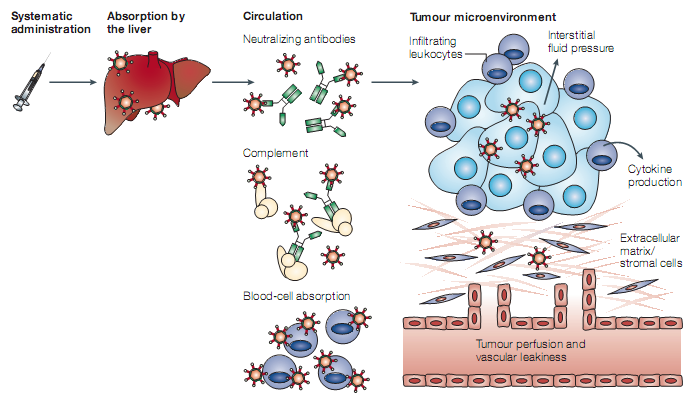 Systematic
administration
Absorption by
the liver
Circulation
Neutralizing antibodies
Complement
Blood-cell absorption
Tumour microenvironment
Infiltrating
leukocytes
Interstitial
fluid pressure
Cytokine
production
Extracellular
matrix/
stromal cells
Tumour perfusion and
vascular leakiness